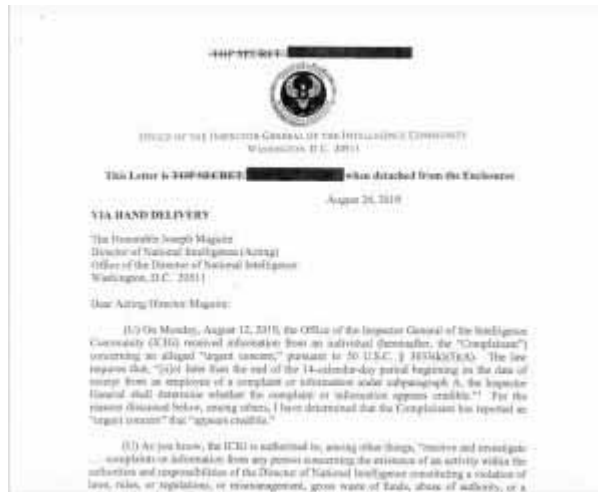 TOP SECRET
OFFICE OF THE INSPECTOR GENERAL OF THE INTELLIGENCE COMMUNITY
WASHINGTON, D.C. 20511
This Letter is TOP SECRET when detached from the Enclosures
August 26, 2019
VIA HAND DELIVERY
The Honorable Joseph Maguire
Director of National Intelligence (Acting)
Office of the Director of National Intelligence
Washington, D.C. 20511
Dear Acting Director Maguire:
(U) On Monday, August 12, 2019, the Office of the Inspector General of the Intelligence
Community (ICIG) received information from an individual (hereinafter, the "Complainant")
concerning an alleged "urgent concern," pursuant to 50 U.S.C. § 3033(k)(5)(A). The law
requires that, "[n]ot later than the end of the 14-calendar-day period beginning on the date of
receipt from an employee of a complaint or information under subparagraph A, the Inspector
General shall determine whether the complaint or information appears credible." For the
reasons discussed below, among others, I have determined that the Complainant has reported an
"urgent concern" that "appears credible."
(U) As you know, the ICIG is authorized to, among other things, "receive and investigate
complaints or information from any person concerning the existence of an activity within the
authorities and responsibilities of the Director of National Intelligence constituting a violation of
laws, rules, or regulations, or mismanagement, gross waste of funds, abuse of authority, or a